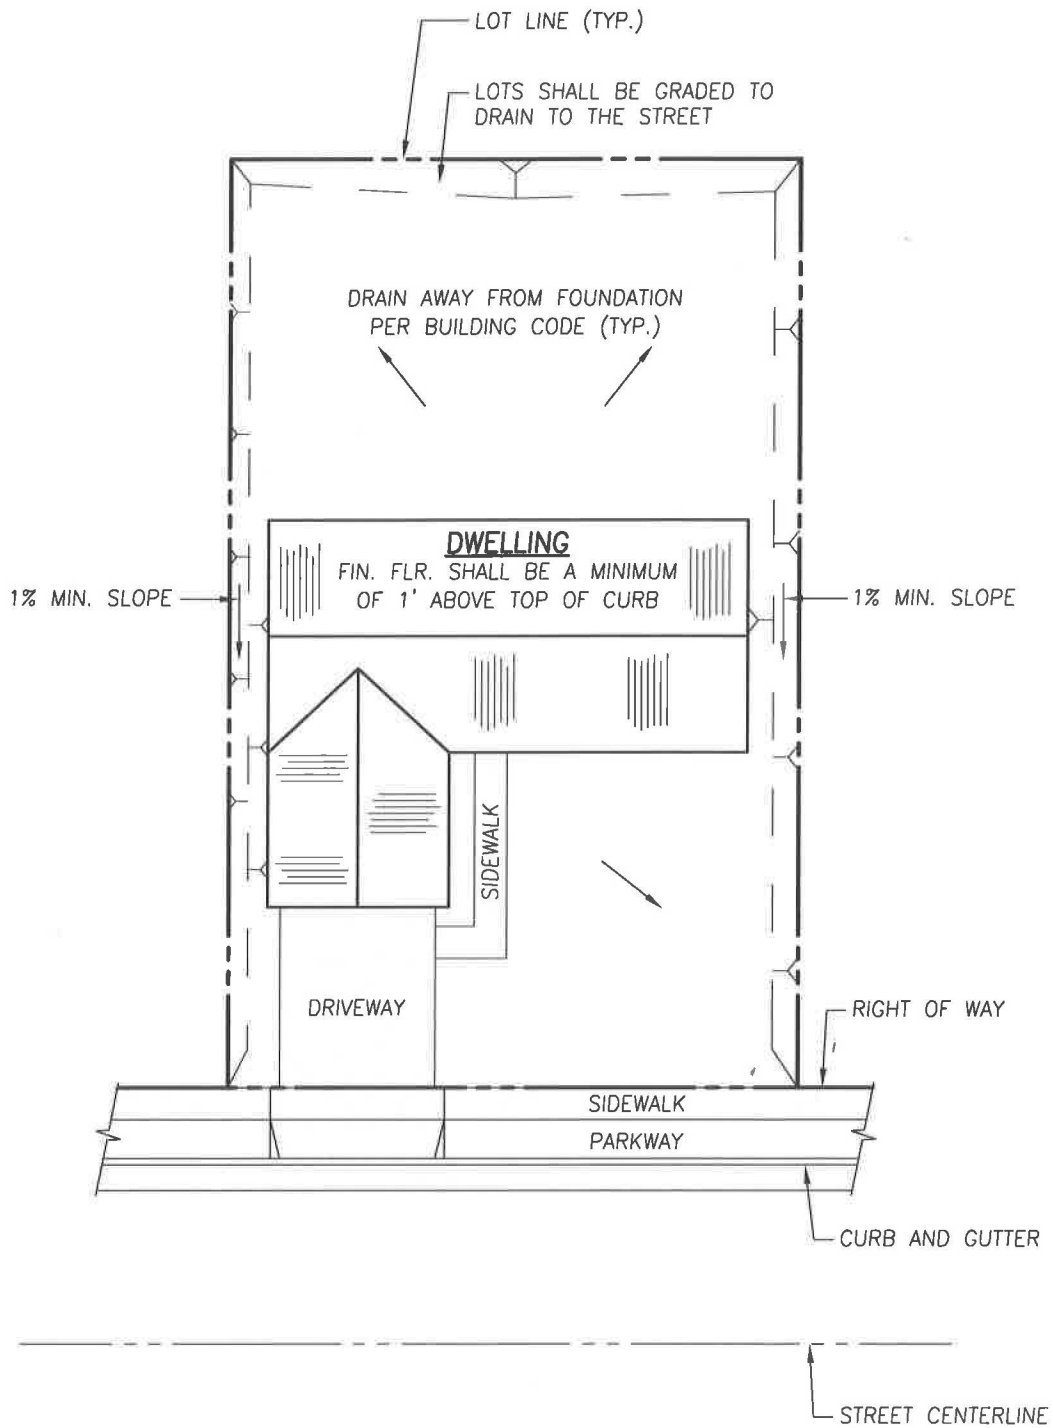 LOT LINE (TYP.)
LOTS SHALL BE GRADED TO
DRAIN TO THE STREET
DRAIN AWAY FROM FOUNDATION
PER BUILDING CODE (TYP.)
DWELLING
FIN. FLR. SHALL BE A MINIMUM
OF 1' ABOVE TOP OF CURB
1% MIN. SLOPE
1% MIN. SLOPE
SIDEWALK
DRIVEWAY
RIGHT OF WAY
SIDEWALK
PARKWAY
CURB AND GUTTER
STREET CENTERLINE